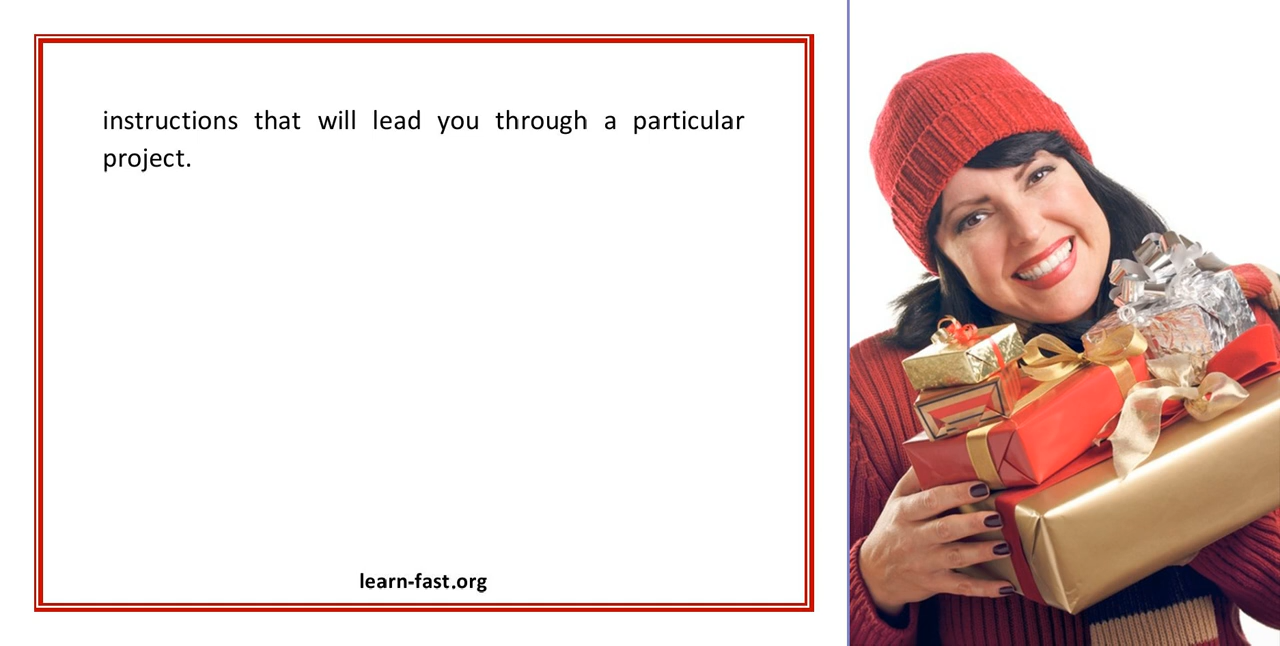 instructions that will lead you through a particular
project.
learn-fast.org